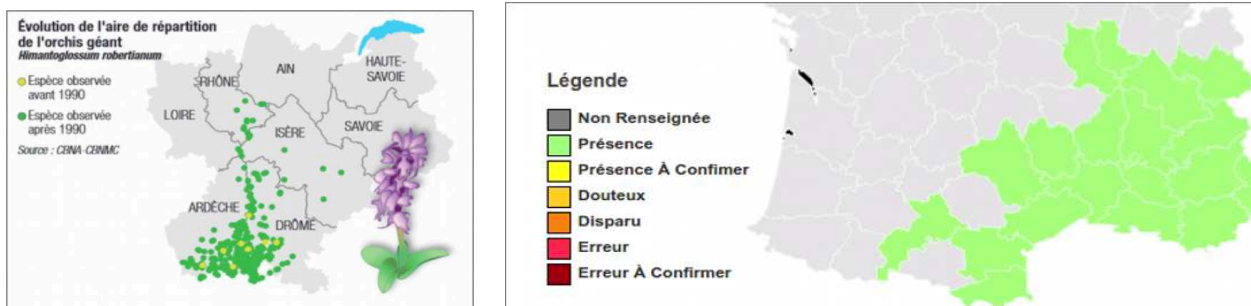 Évolution de l'aire de répartition
de l'orchis géant
Himantoglossum robertianum
Espèce observée
avant 1990
Espèce observée
après 1990
Source : CBNA-CBNMC
AIN
HAUTE-
SAVOIE
RHÔNE
LOIRE
ISÈRE
SAVOIE
ARDÈCHE
DRÔME
Légende
Non Renseignée
Présence
Présence À Confimer
Douteux
Disparu
Erreur
Erreur À Confirmer